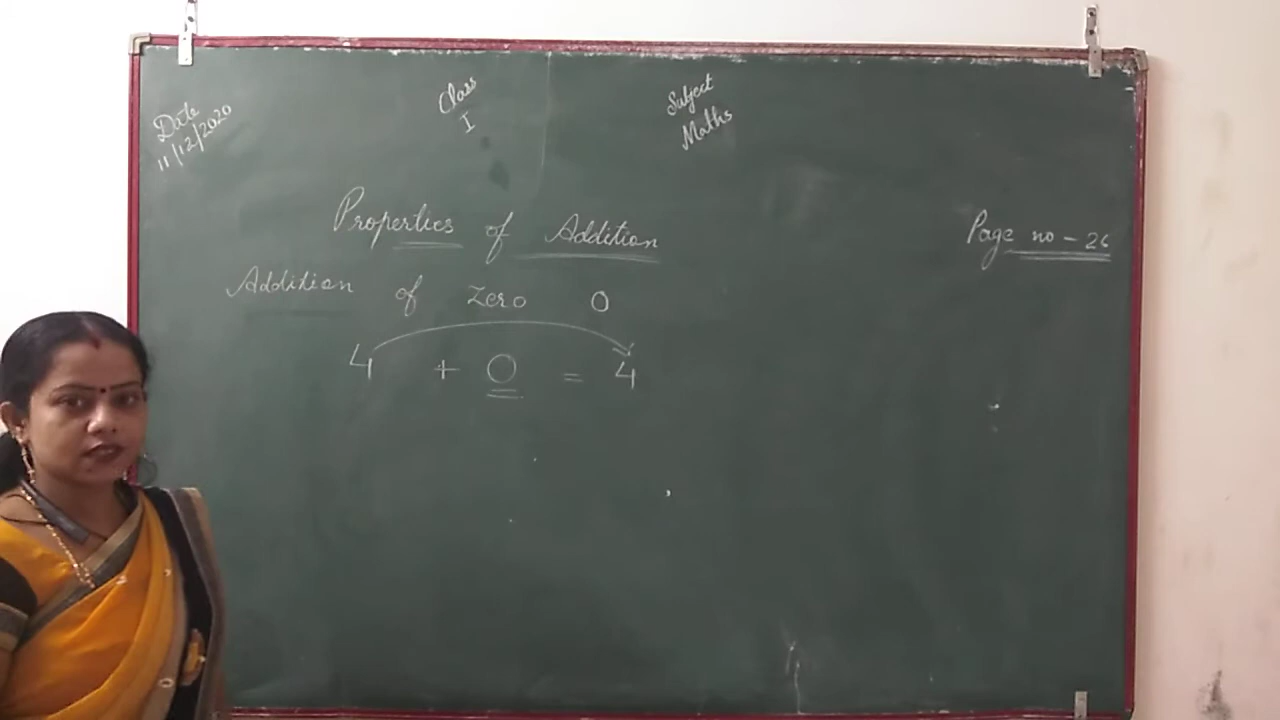 Date
11/12/2020
Class
I
Subject
Maths
Properties of Addition
Page no - 26
Addition of Zero 0
4 + 0 = 4